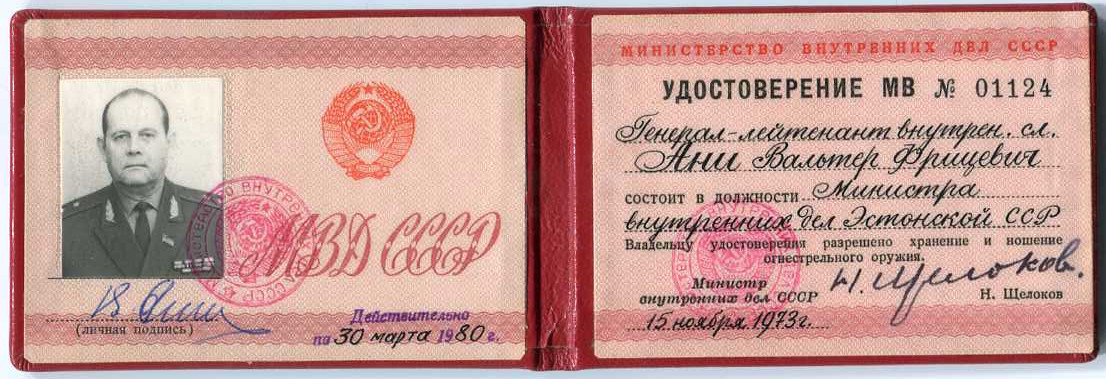 МВД СССР
(личная подпись)
Действительно
по 30 марта 1980 г.
МИНИСТЕРСТВО ВНУТРЕННИХ ДЕЛ СССР
УДОСТОВЕРЕНИЕ МВ № 01124
Генерал-лейтенант внутрен. сл.
Ани Вальтер Фрицевич
состоит в должности Министра
внутренних дел Эстонской ССР
Владельцу удостоверения разрешено хранение и ношение
огнестрельного оружия.
Министр
внутренних дел СССР
Н. Щелоков.
Н. Щелоков
15 ноября 1973г.